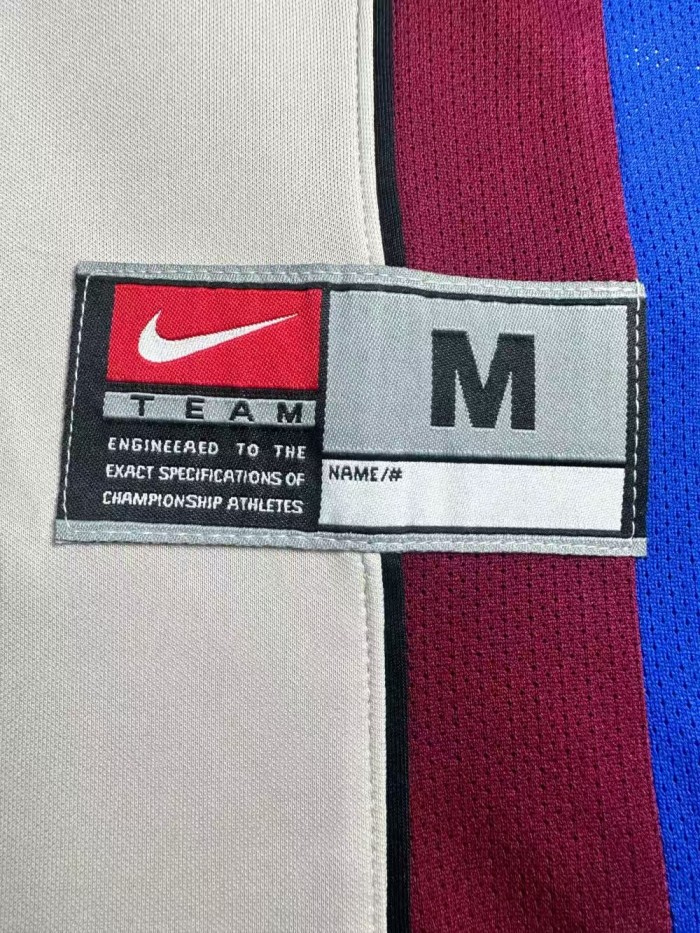 TEAM
ENGINEERED TO THE
EXACT SPECIFICATIONS OF
CHAMPIONSHIP ATHLETES
M
NAME/#